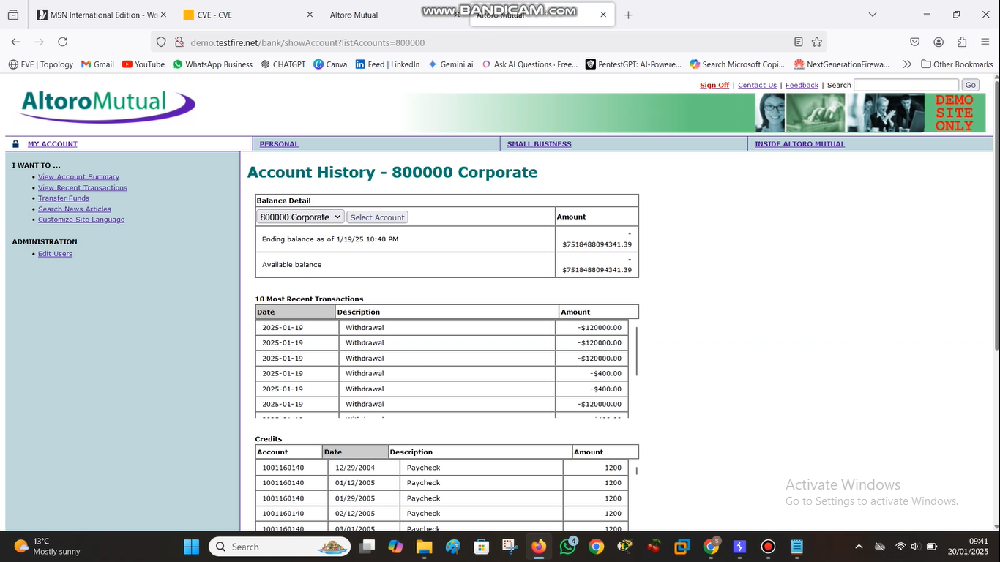 www.BANDICAM.com
MSN International Edition - Wo
CVE - CVE
Altoro Mutual
Altoro Mutual
demo.testfire.net/bank/showAccount?listAccounts=800000
EVE | Topology Gmail YouTube WhatsApp Business CHATGPT Canva Feed | LinkedIn Gemini ai Ask AI Questions · Free... PentestGPT: AI-Powere... Search Microsoft Copi... NextGenerationFirewa... Other Bookmarks
Sign Off | Contact Us | Feedback | Search Go
AltoroMutual
DEMO
SITE
ONLY
MY ACCOUNT PERSONAL SMALL BUSINESS INSIDE ALTORO MUTUAL
I WANT TO ...
• View Account Summary
• View Recent Transactions
• Transfer Funds
• Search News Articles
• Customize Site Language
ADMINISTRATION
• Edit Users
Account History - 800000 Corporate
Balance Detail
800000 Corporate Select Account Amount
Ending balance as of 1/19/25 10:40 PM -
$7518488094341.39
Available balance -
$7518488094341.39
10 Most Recent Transactions
Date Description Amount
2025-01-19 Withdrawal -$120000.00
2025-01-19 Withdrawal -$120000.00
2025-01-19 Withdrawal -$120000.00
2025-01-19 Withdrawal -$400.00
2025-01-19 Withdrawal -$400.00
2025-01-19 Withdrawal -$120000.00
Credits
Account Date Description Amount
1001160140 12/29/2004 Paycheck 1200
1001160140 01/12/2005 Paycheck 1200
1001160140 01/29/2005 Paycheck 1200
1001160140 02/12/2005 Paycheck 1200
1001160140 03/01/2005 Paycheck 1200
Activate Windows
Go to Settings to activate Windows.
13°C
Mostly sunny
Search
4
S
09:41
20/01/2025